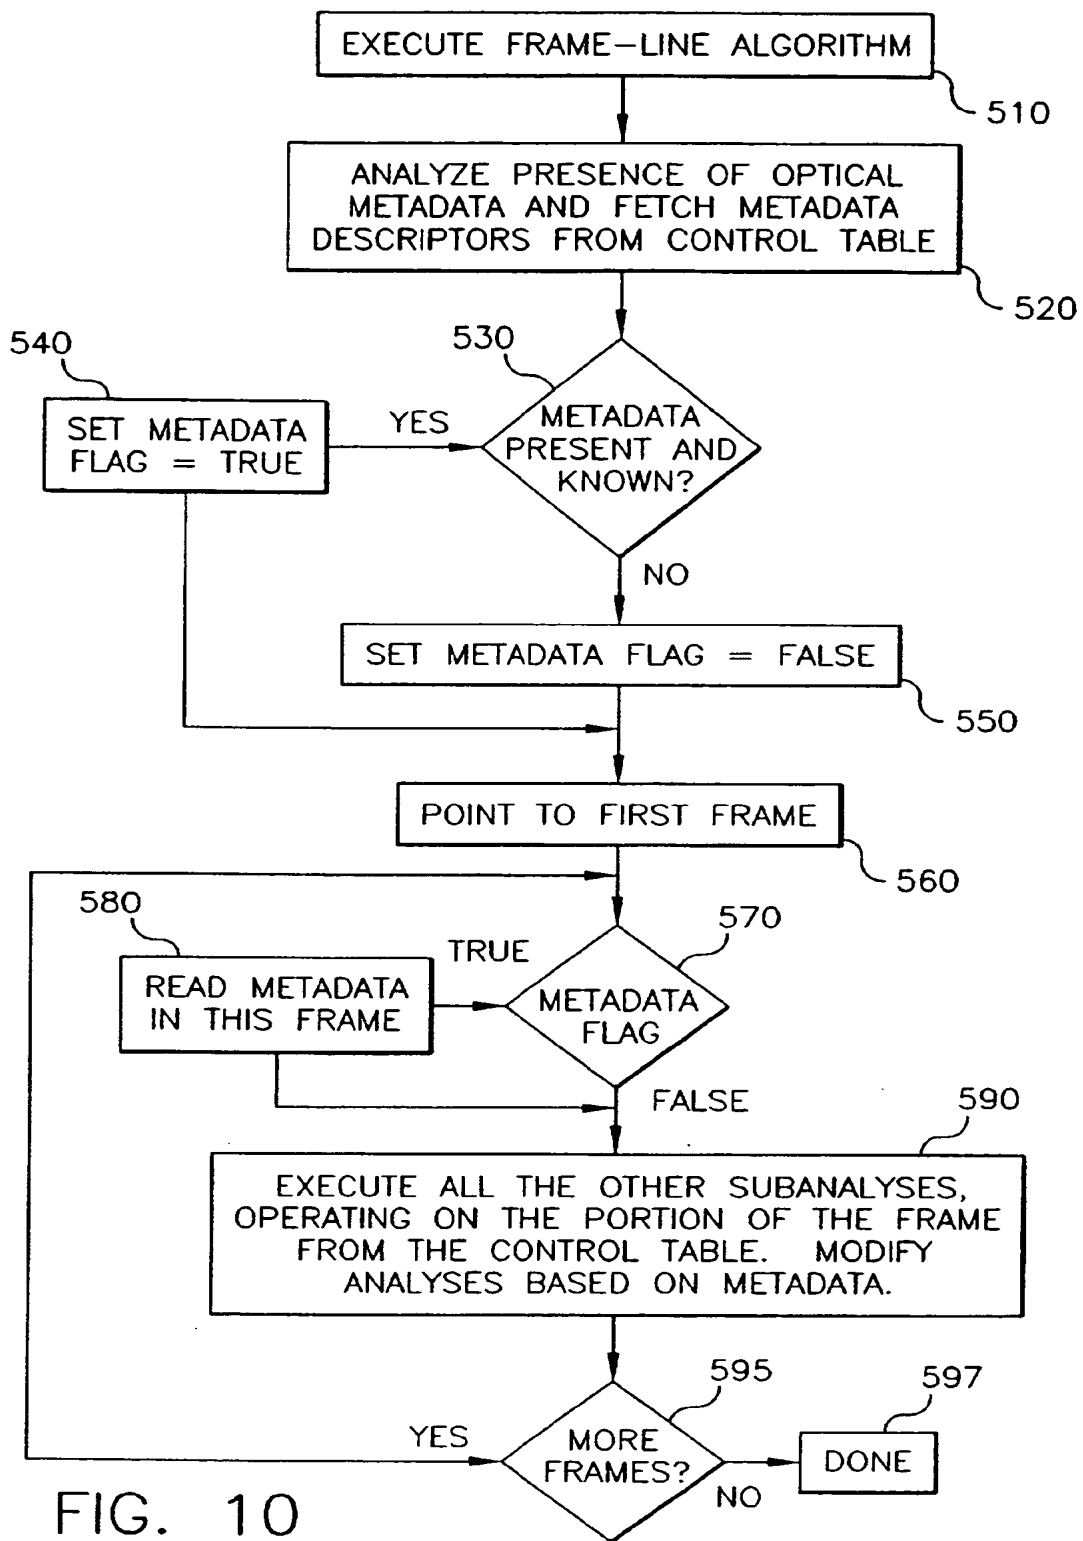 EXECUTE FRAME-LINE ALGORITHM
510
ANALYZE PRESENCE OF OPTICAL
METADATA AND FETCH METADATA
DESCRIPTORS FROM CONTROL TABLE
520
530
METADATA
PRESENT AND
KNOWN?
YES
540
SET METADATA
FLAG = TRUE
NO
SET METADATA FLAG = FALSE
550
POINT TO FIRST FRAME
560
570
METADATA
FLAG
TRUE
580
READ METADATA
IN THIS FRAME
FALSE
590
EXECUTE ALL THE OTHER SUBANALYSES,
OPERATING ON THE PORTION OF THE FRAME
FROM THE CONTROL TABLE. MODIFY
ANALYSES BASED ON METADATA.
595
MORE
FRAMES?
YES
NO
597
DONE
FIG. 10